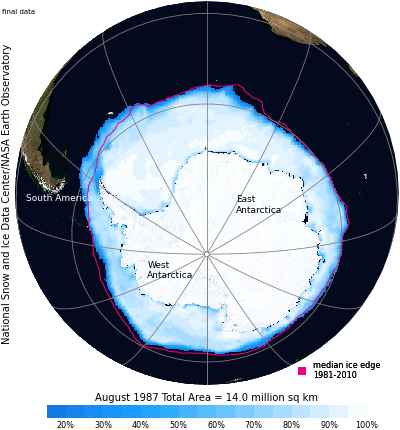 final data
National Snow and Ice Data Center/NASA Earth Observatory
South America
East
Antarctica
West
Antarctica
median ice edge
1981-2010
August 1987 Total Area = 14.0 million sq km
20% 30% 40% 50% 60% 70% 80% 90% 100%